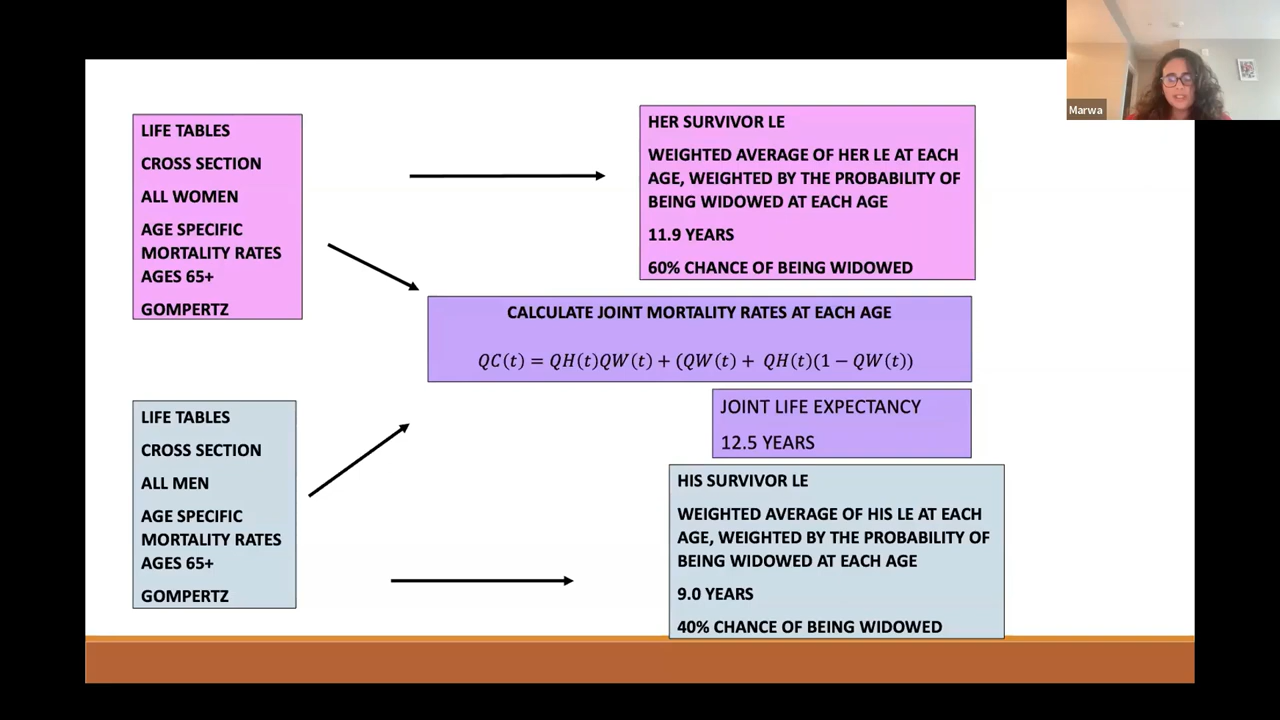 LIFE TABLES
CROSS SECTION
ALL WOMEN
AGE SPECIFIC
MORTALITY RATES
AGES 65+
GOMPERTZ
HER SURVIVOR LE
WEIGHTED AVERAGE OF HER LE AT EACH
AGE, WEIGHTED BY THE PROBABILITY OF
BEING WIDOWED AT EACH AGE
11.9 YEARS
60% CHANCE OF BEING WIDOWED
Marwa
CALCULATE JOINT MORTALITY RATES AT EACH AGE
QC(t) = QH(t)QW(t) + (QW(t) + QH(t)(1 − QW(t))
JOINT LIFE EXPECTANCY
12.5 YEARS
LIFE TABLES
CROSS SECTION
ALL MEN
AGE SPECIFIC
MORTALITY RATES
AGES 65+
GOMPERTZ
HIS SURVIVOR LE
WEIGHTED AVERAGE OF HIS LE AT EACH
AGE, WEIGHTED BY THE PROBABILITY OF
BEING WIDOWED AT EACH AGE
9.0 YEARS
40% CHANCE OF BEING WIDOWED